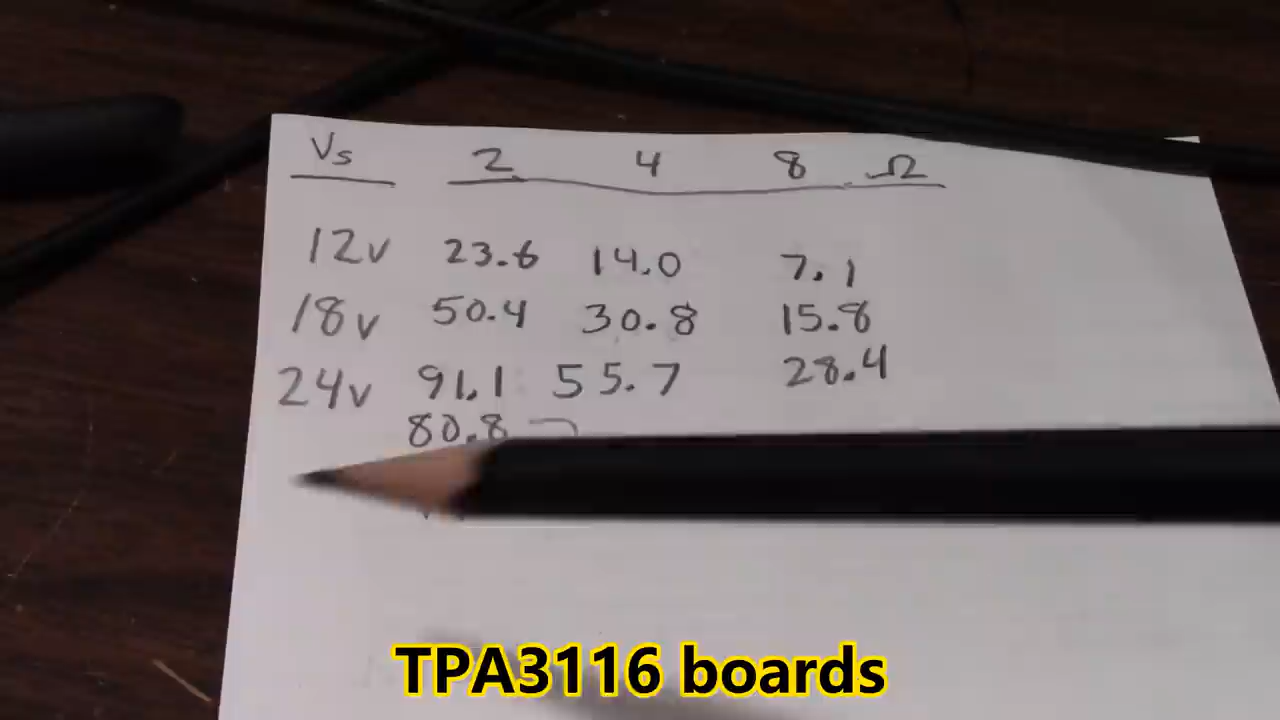 Vs 2 4 8 Ω
12v 23.6 14.0 7.1
18v 50.4 30.8 15.8
24v 91.1 55.7 28.4
80.8
TPA3116 boards